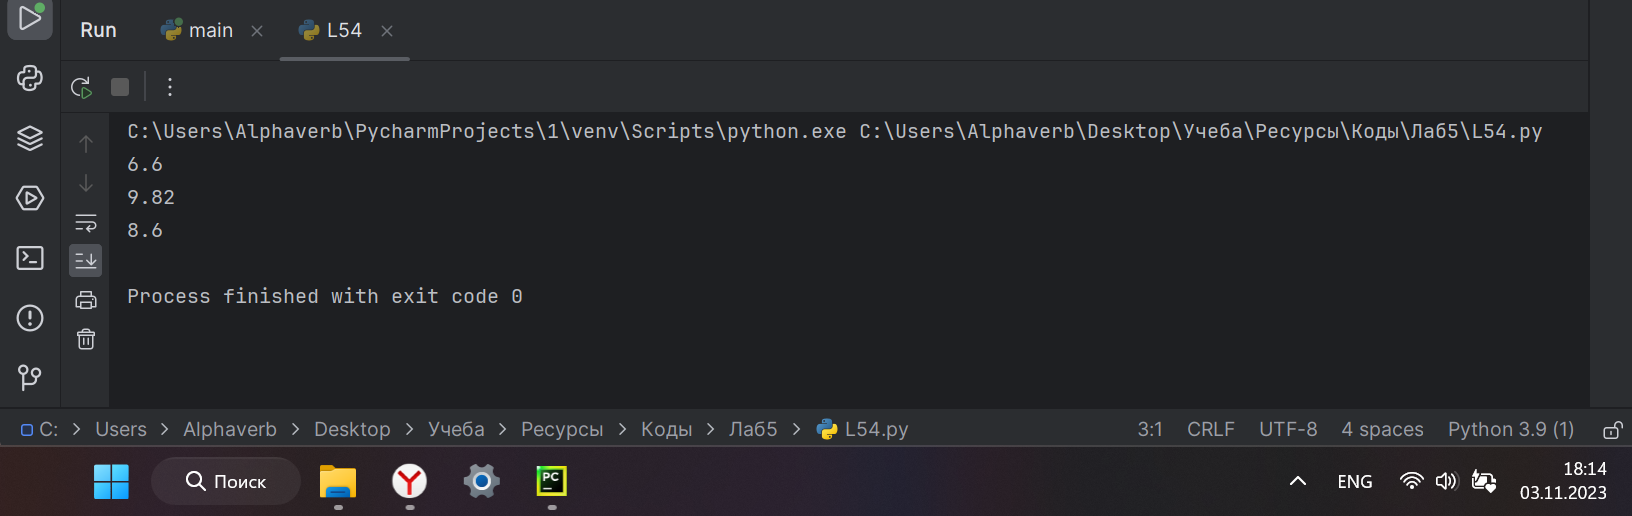 Run main L54
C:\Users\Alphaverb\PycharmProjects\1\venv\Scripts\python.exe C:\Users\Alphaverb\Desktop\Учеба\Ресурсы\Коды\Лаб5\L54.py
6.6
9.82
8.6
Process finished with exit code 0
C: > Users > Alphaverb > Desktop > Учеба > Ресурсы > Коды > Лаб5 > L54.py 3:1 CRLF UTF-8 4 spaces Python 3.9 (1)
Поиск PC ENG 18:14
03.11.2023